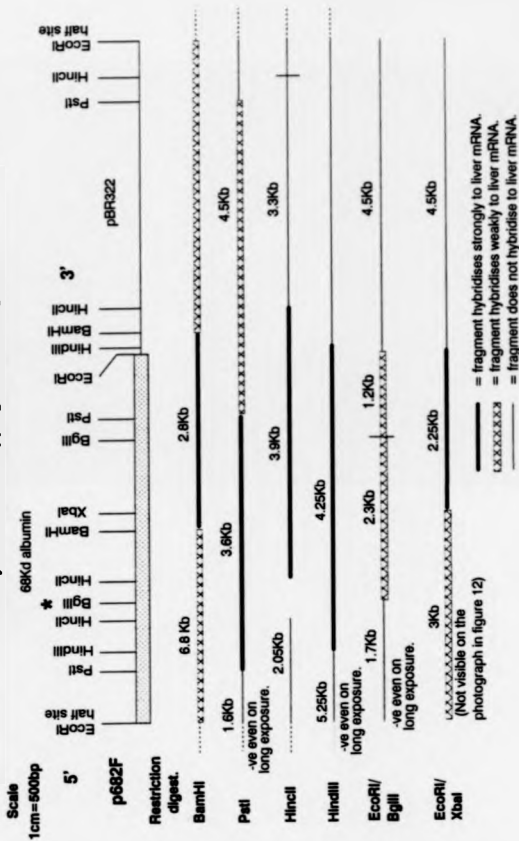 Scale
1cm=500bp
5'
68Kd albumin
3'
pBR322
p682F
EcoRI
half site
PstI
HindIII
HincII
BglII
*
HincII
BamHI
XbaI
BglII
PstI
EcoRI
HindIII
BamHI
HincII
PstI
HincII
EcoRI
half site
Restriction
digest.
BamHI
6.8 Kb
2.8Kb
PstI
1.6Kb
3.6Kb
4.5Kb
-ve even on
long exposure.
HincII
2.05Kb
3.9Kb
3.3Kb
HindIII
5.25Kb
4.25Kb
-ve even on
long exposure.
EcoRI/
BglII
1.7Kb
2.3Kb
1.2Kb
4.5Kb
-ve even on
long exposure.
EcoRI/
XbaI
3Kb
2.25Kb
4.5Kb
(Not visible on the
photograph in figure 12)
= fragment hybridises strongly to liver mRNA.
= fragment hybridises weakly to liver mRNA.
= fragment does not hybridise to liver mRNA.